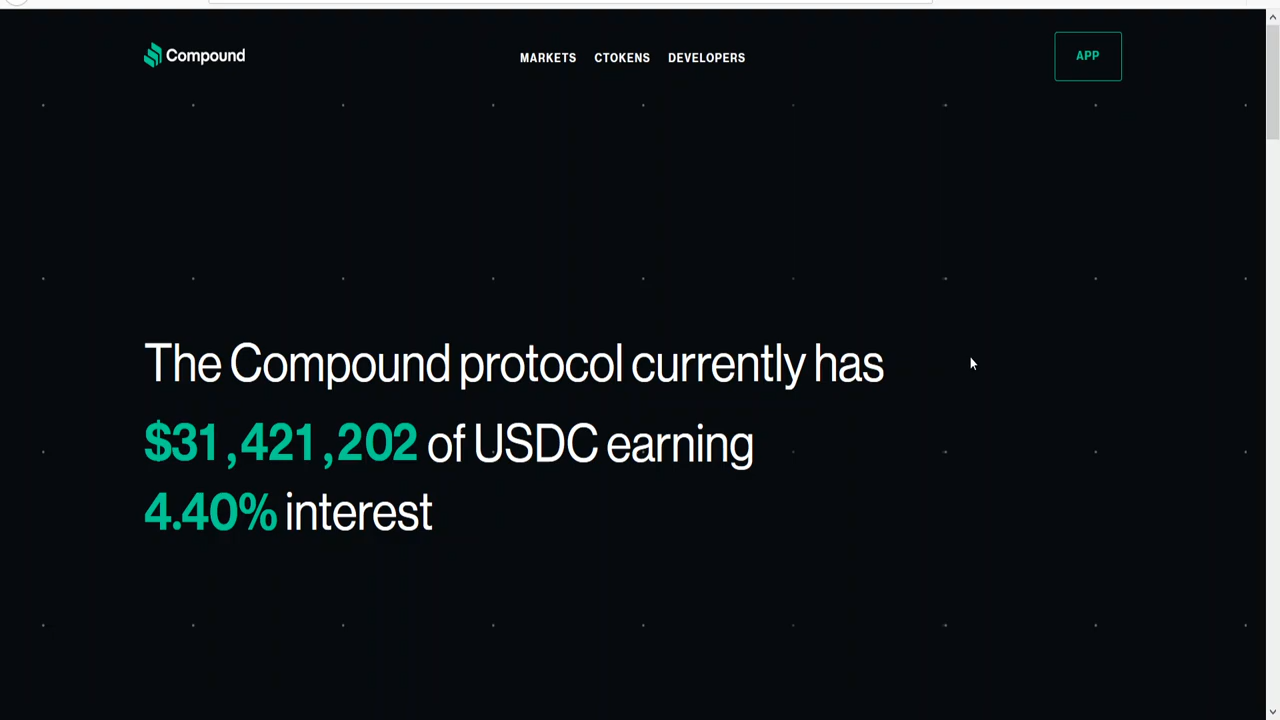 Compound
MARKETS CTOKENS DEVELOPERS
APP
The Compound protocol currently has
$31,421,202 of USDC earning
4.40% interest